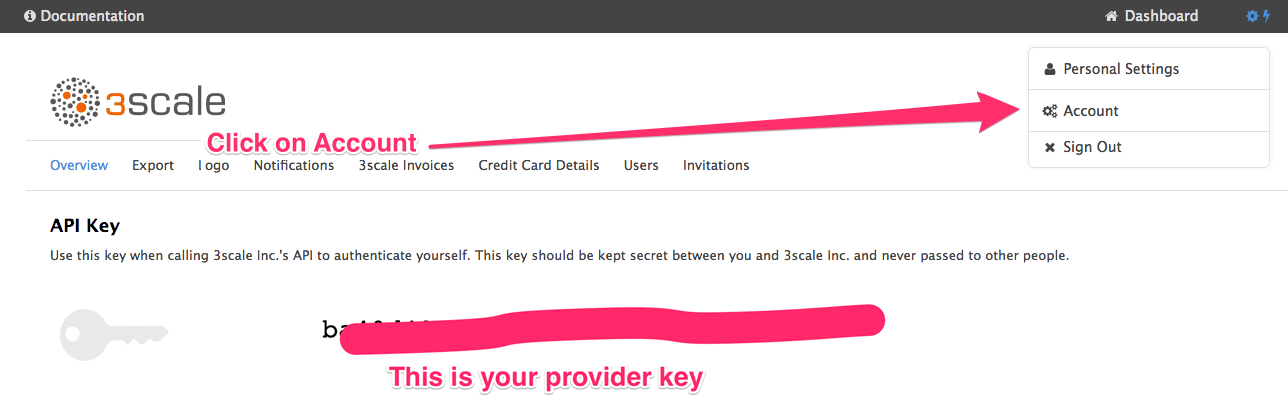 Documentation
Dashboard
Personal Settings
Account
Sign Out
3scale
Click on Account
Overview Export Logo Notifications 3scale Invoices Credit Card Details Users Invitations
API Key
Use this key when calling 3scale Inc.'s API to authenticate yourself. This key should be kept secret between you and 3scale Inc. and never passed to other people.
This is your provider key